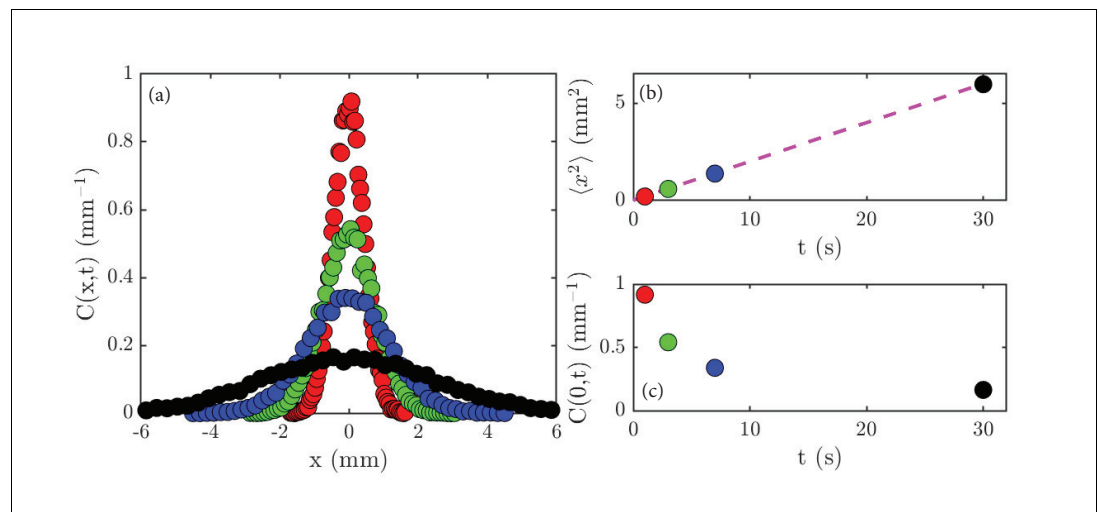 (a)
1
0.8
0.6
0.4
0.2
0
-6 -4 -2 0 2 4 6
x (mm)
C(x,t) (mm⁻¹)
(b)
5
0
0 10 20 30
t (s)
⟨x²⟩ (mm²)
(c)
1
0.5
0
0 10 20 30
t (s)
C(0,t) (mm⁻¹)